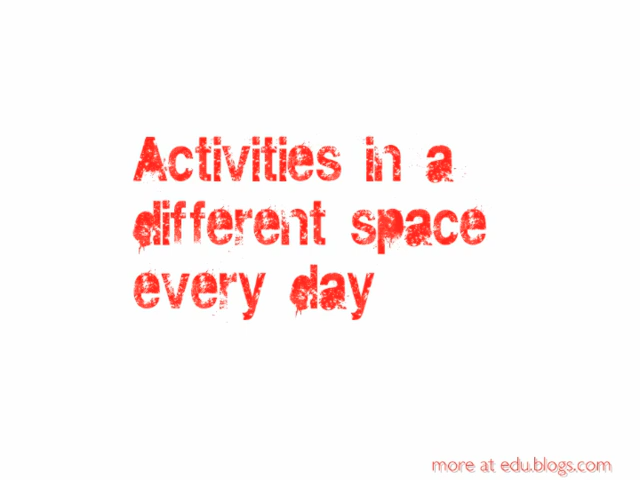 Activities in a
different space
every day
more at edu.blogs.com